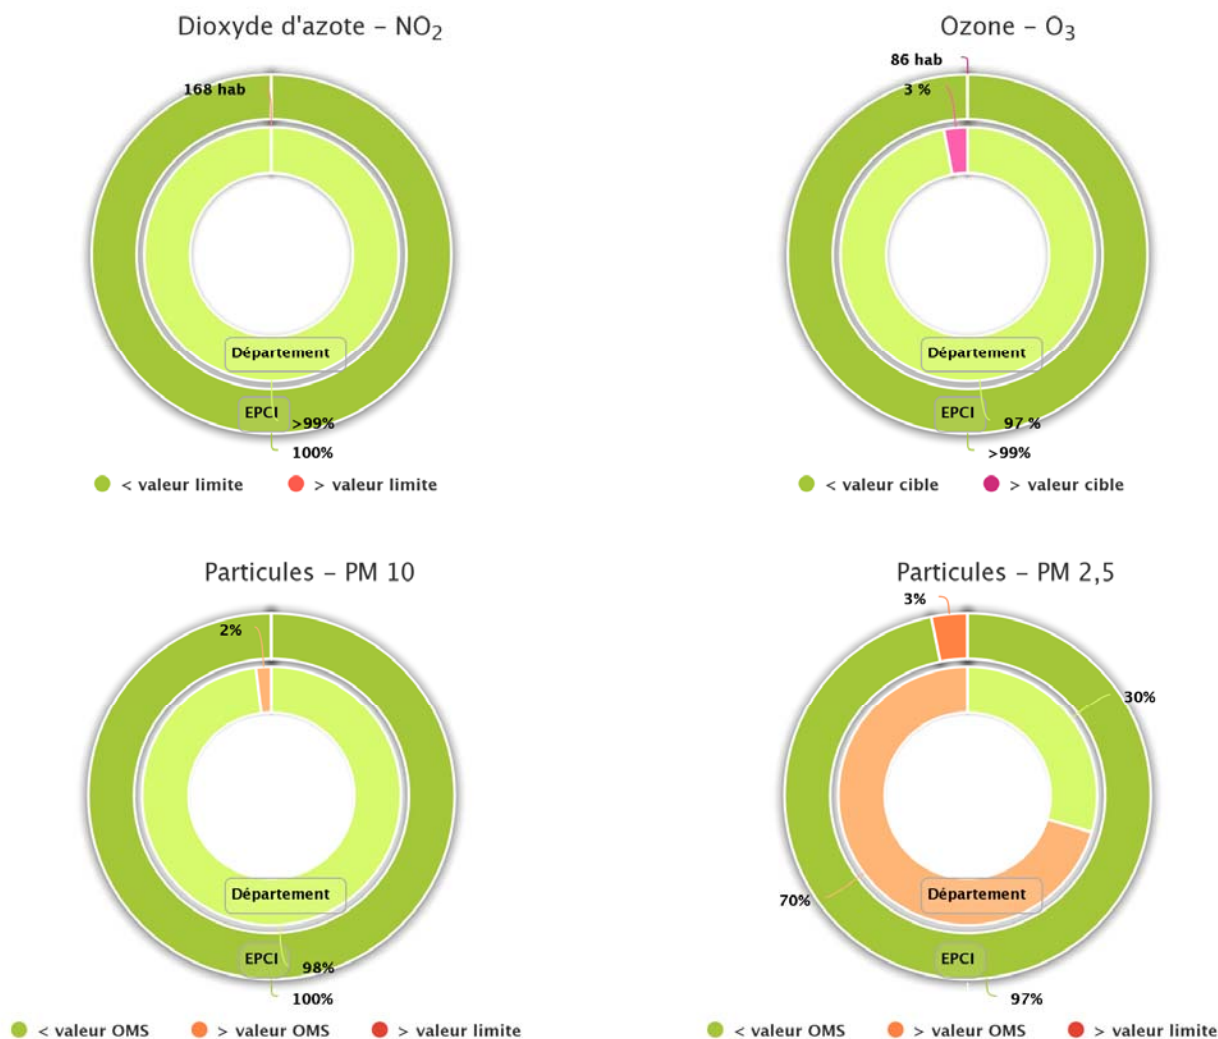 Dioxyde d'azote – NO₂
168 hab
Département
EPCI
>99%
100%
< valeur limite
> valeur limite
Ozone – O₃
86 hab
3 %
Département
EPCI
97 %
>99%
< valeur cible
> valeur cible
Particules – PM 10
2%
Département
EPCI
98%
100%
< valeur OMS
> valeur OMS
> valeur limite
Particules – PM 2,5
3%
30%
70%
Département
EPCI
97%
< valeur OMS
> valeur OMS
> valeur limite